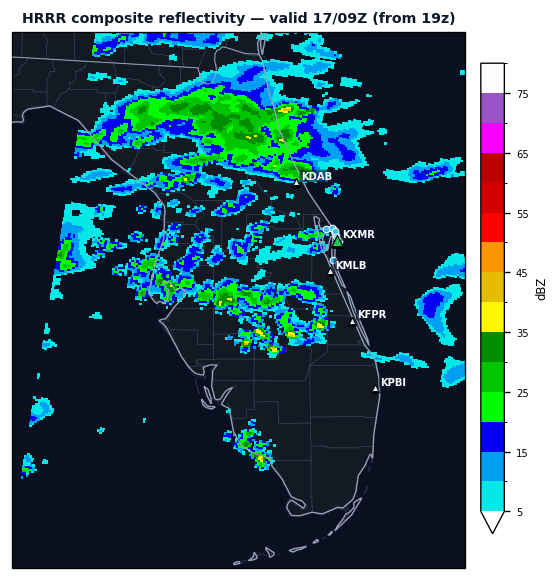 HRRR composite reflectivity — valid 17/09Z (from 19z)
KDAB
KXMR
KMLB
KFPR
KPBI
75
65
55
45
35
25
15
5
dBZ